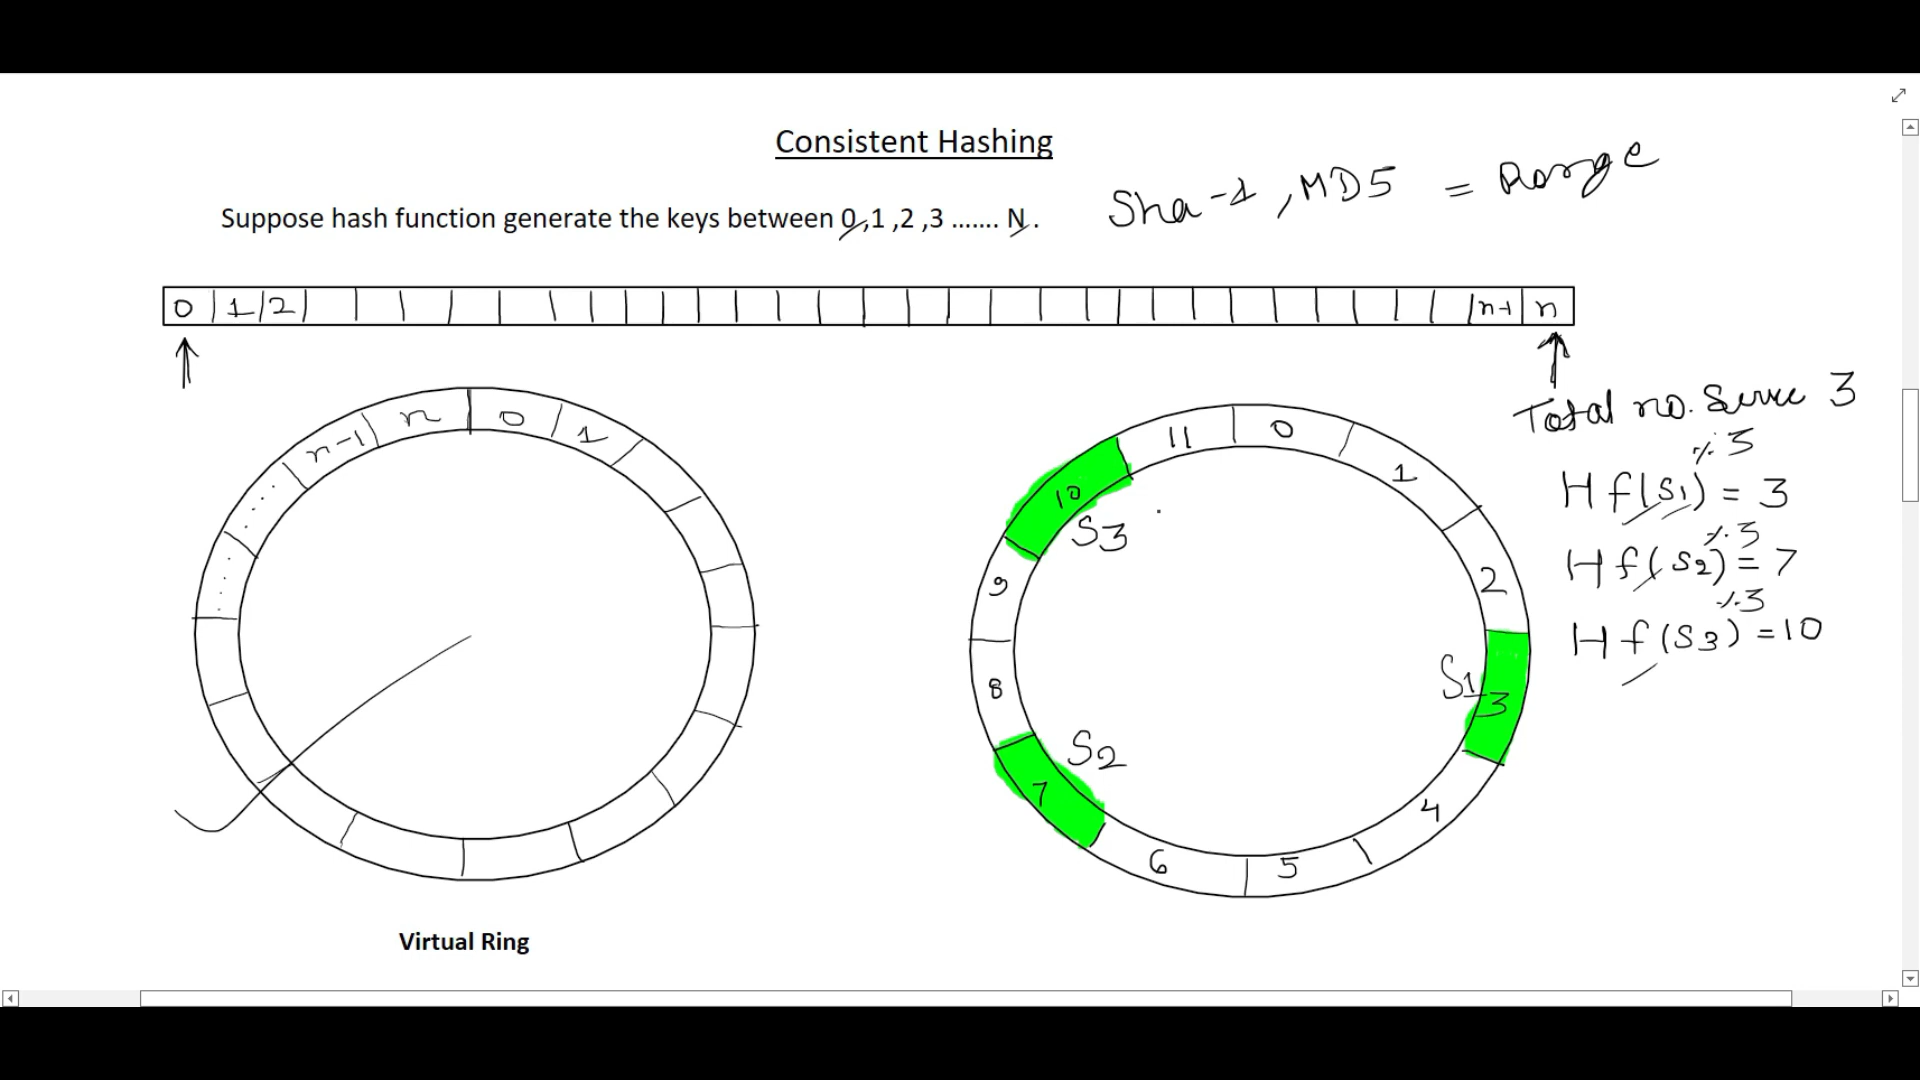 Consistent Hashing
Sha-1, MD5 = Range
Suppose hash function generate the keys between 0 ,1 ,2 ,3 ....... N .
0 1 2 n-1 n
Total no. Serve 3
n-1 n 0 1
11 0 1 2 3 4 5 6 7 8 9 10
S1
S2
S3
%3
Hf(S1) = 3
%3
Hf(S2) = 7
%3
Hf(S3) = 10
Virtual Ring